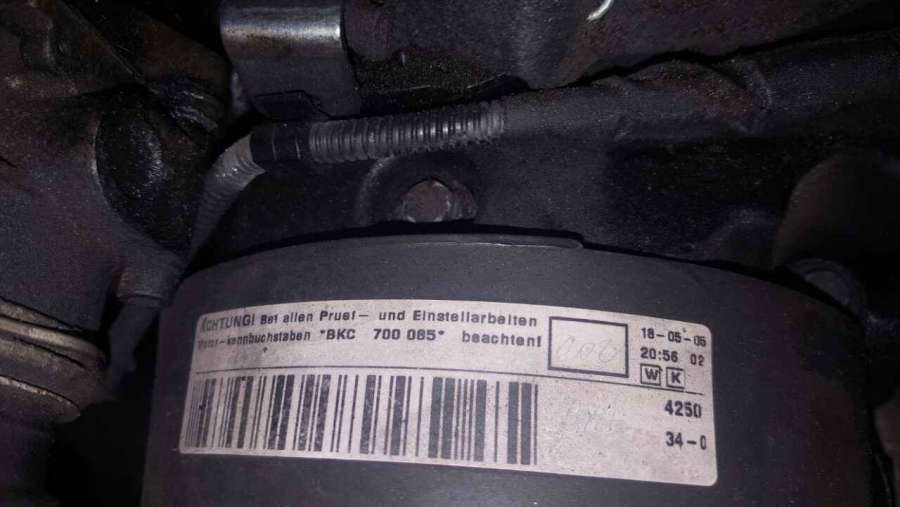 ACHTUNG! Bei allen Pruef- und Einstellarbeiten
Motor-kennbuchstaben "BKC 700 085" beachten!
000
18-05-05
20:56 02
W K
4250
34-0